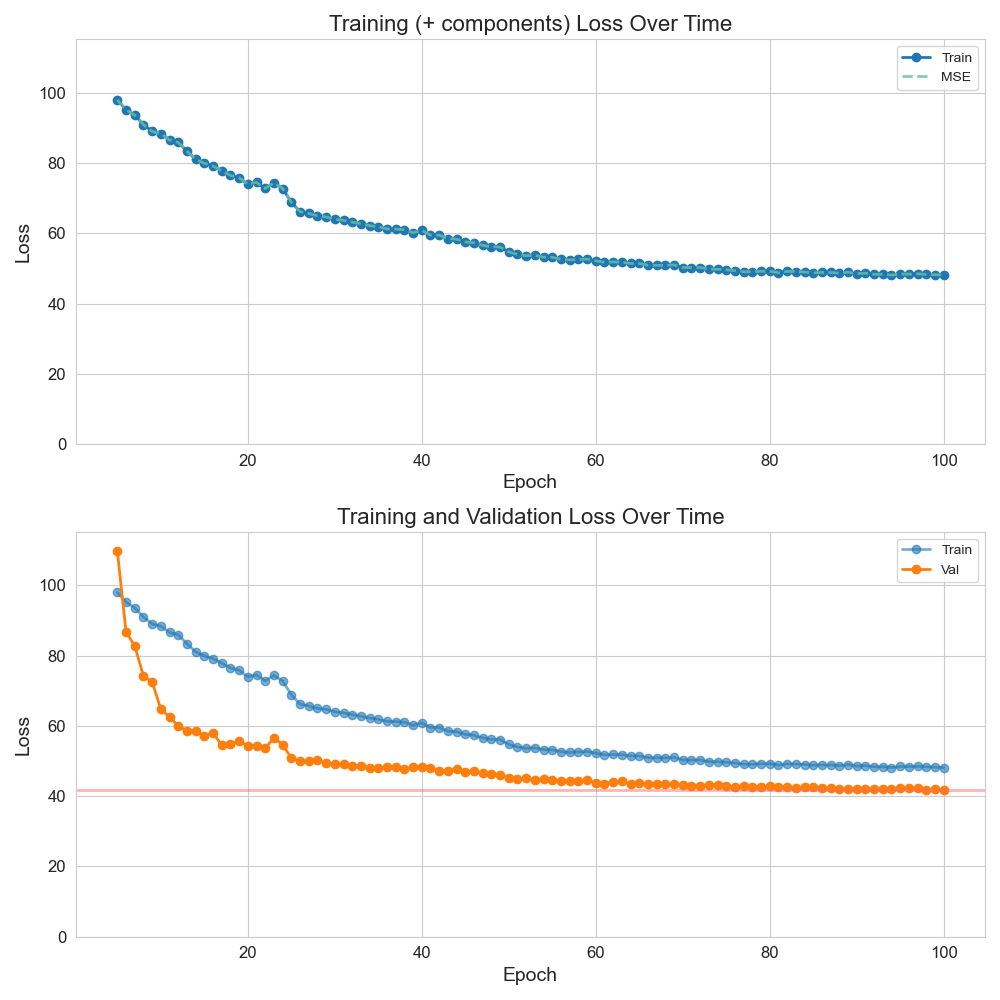 Training (+ components) Loss Over Time
Train
MSE
Loss
100
80
60
40
20
0
20 40 60 80 100
Epoch
Training and Validation Loss Over Time
Train
Val
Loss
100
80
60
40
20
0
20 40 60 80 100
Epoch